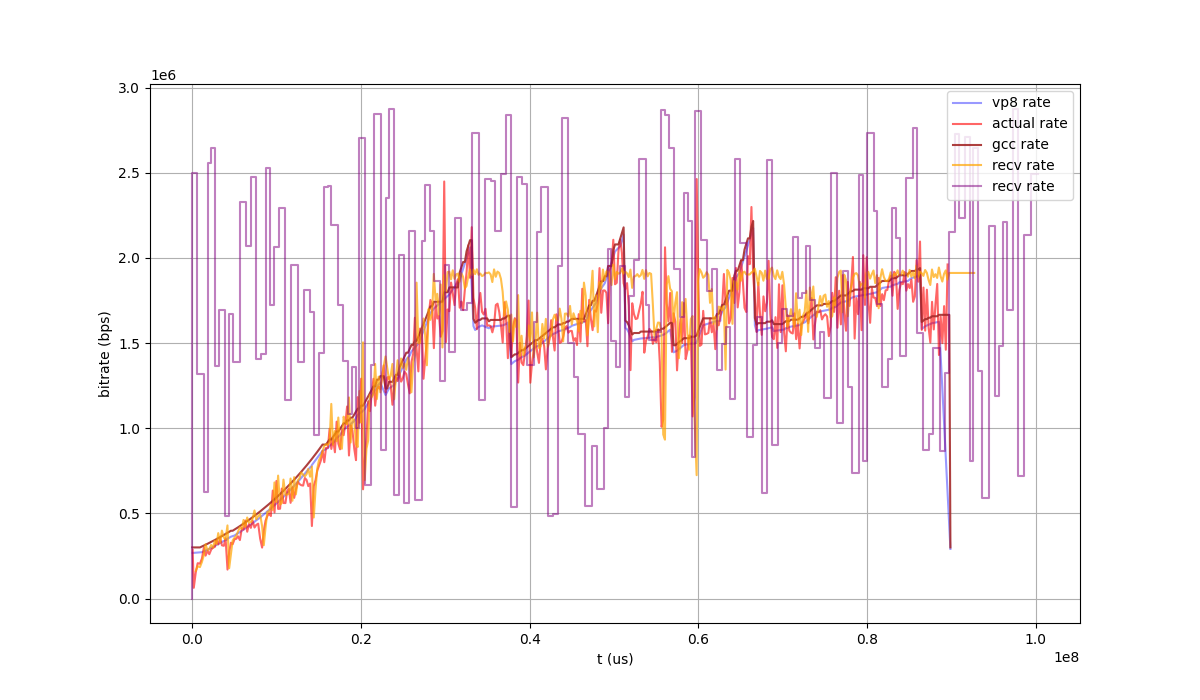 1e6
3.0
2.5
2.0
1.5
1.0
0.5
0.0
bitrate (bps)
vp8 rate
actual rate
gcc rate
recv rate
recv rate
0.0 0.2 0.4 0.6 0.8 1.0
t (us)
1e8